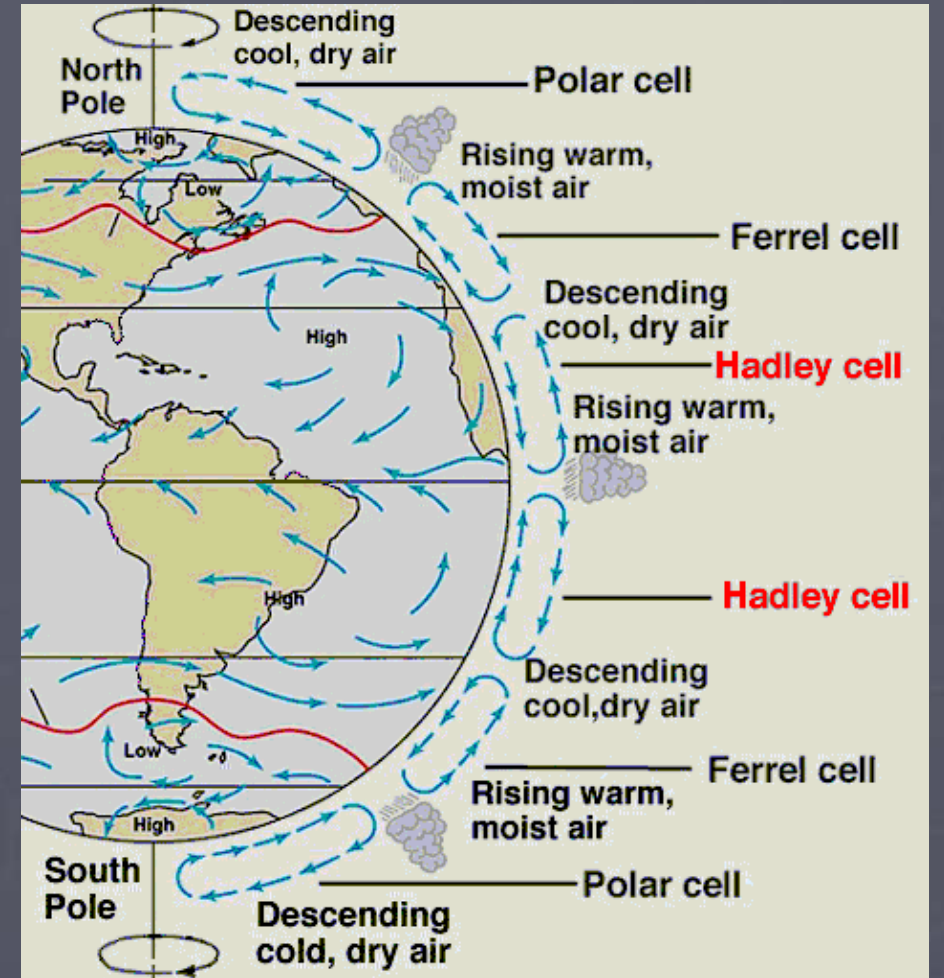 Descending
cool, dry air
North
Pole
Polar cell
High
Rising warm,
moist air
Low
Ferrel cell
Descending
cool, dry air
High
Hadley cell
Rising warm,
moist air
Hadley cell
High
Descending
cool,dry air
Low
Ferrel cell
Rising warm,
moist air
High
South
Pole
Polar cell
Descending
cold, dry air